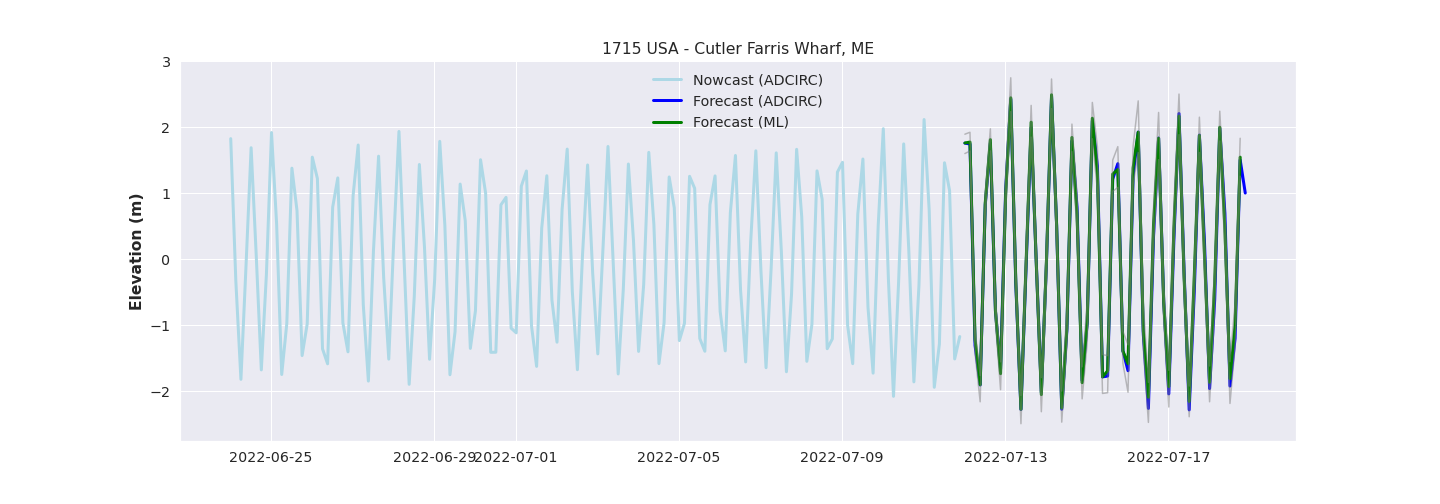 1715 USA - Cutler Farris Wharf, ME
Nowcast (ADCIRC)
Forecast (ADCIRC)
Forecast (ML)
Elevation (m)
3
2
1
0
−1
−2
2022-06-25
2022-06-29
2022-07-01
2022-07-05
2022-07-09
2022-07-13
2022-07-17